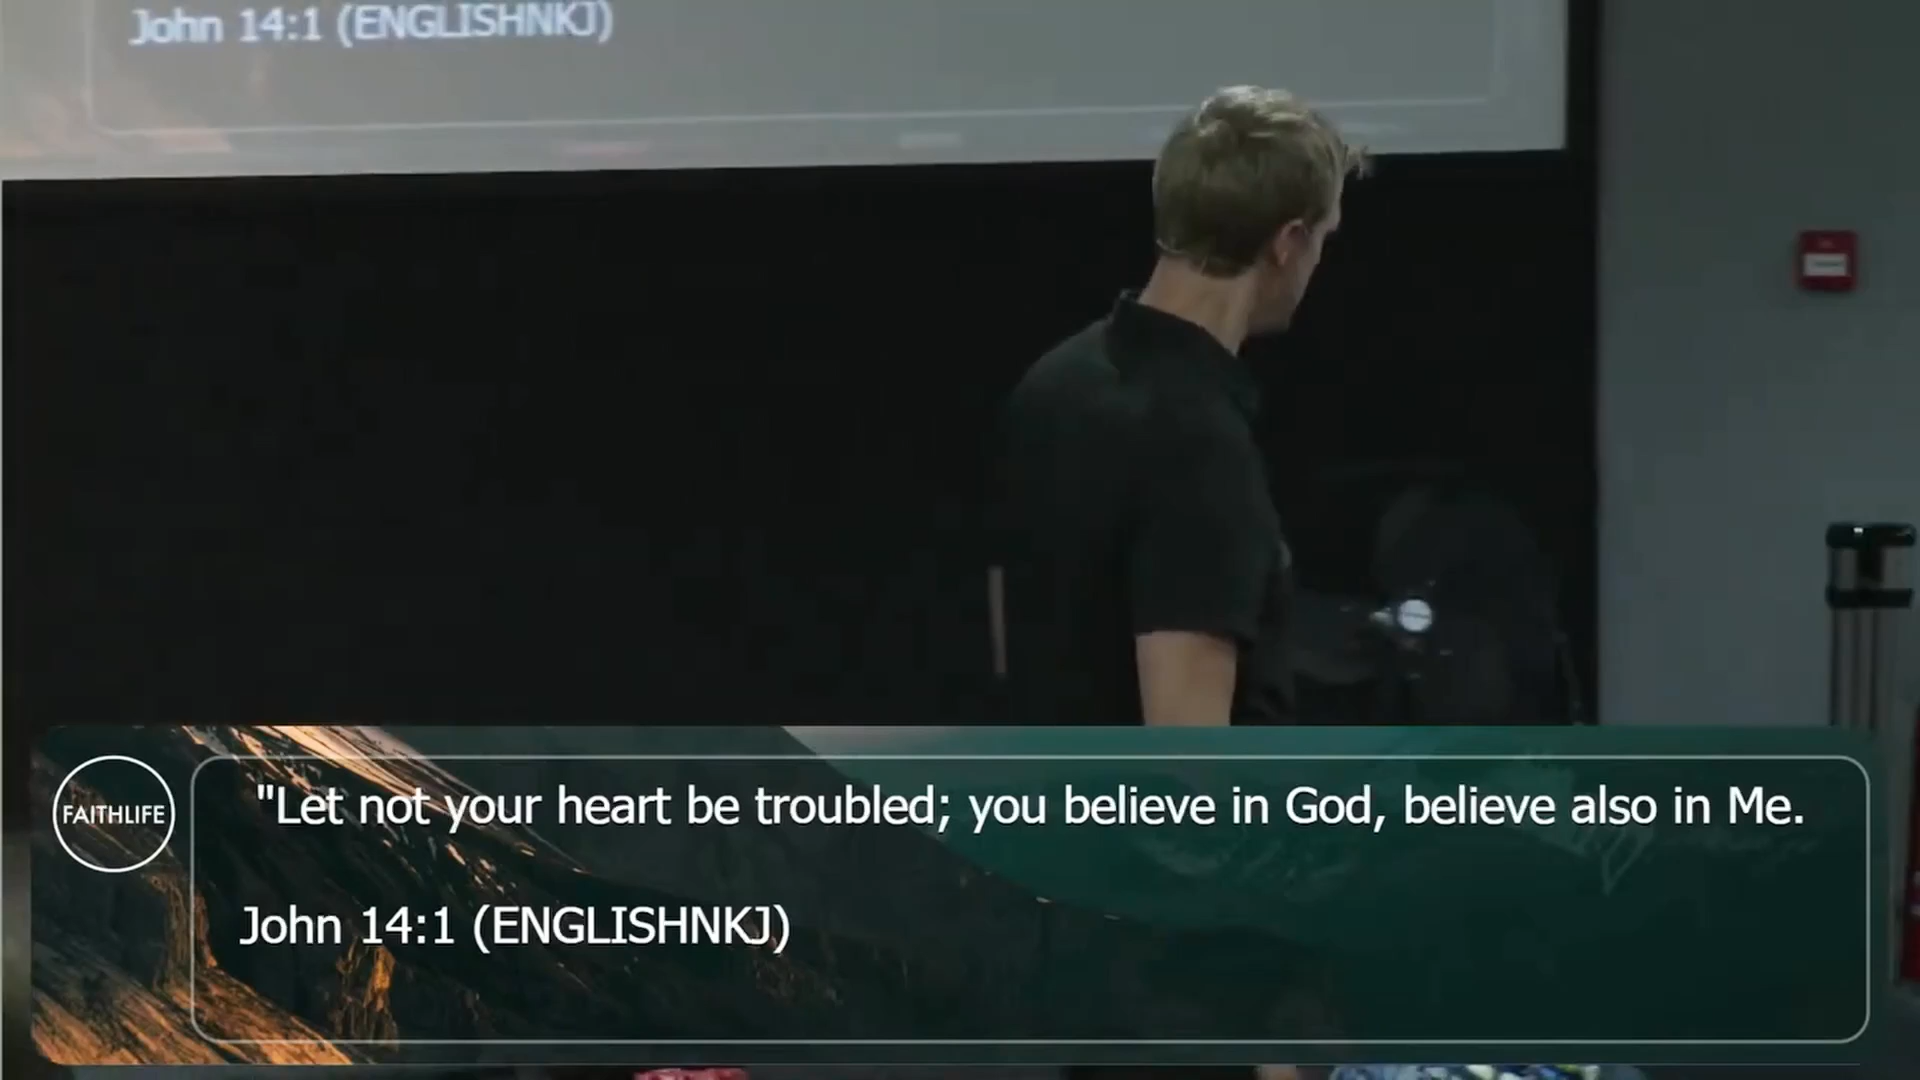 John 14:1 (ENGLISHNKJ)
FAITHLIFE
"Let not your heart be troubled; you believe in God, believe also in Me.
John 14:1 (ENGLISHNKJ)